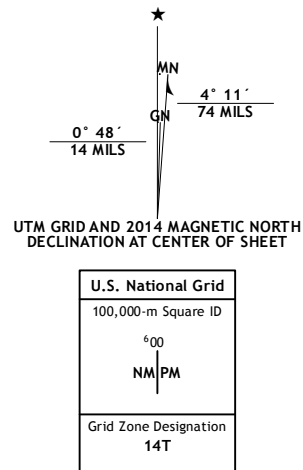 MN
GN
4° 11´
74 MILS
0° 48´
14 MILS
UTM GRID AND 2014 MAGNETIC NORTH
DECLINATION AT CENTER OF SHEET
U.S. National Grid
100,000-m Square ID
⁶00
NM PM
Grid Zone Designation
14T